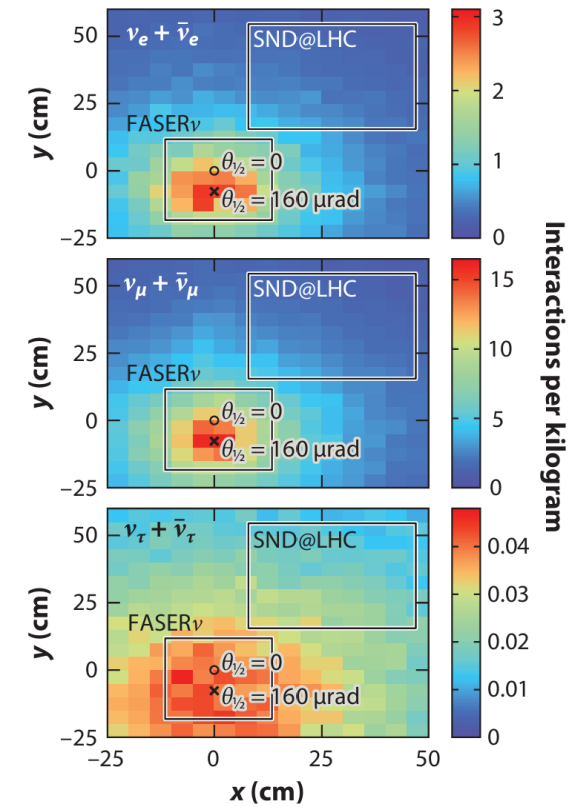 νe + ν̄e
SND@LHC
FASERν
θ½ = 0
θ½ = 160 μrad
y (cm)
50
25
0
−25
3
2
1
0
νμ + ν̄μ
SND@LHC
FASERν
θ½ = 0
θ½ = 160 μrad
y (cm)
50
25
0
−25
15
10
5
0
Interactions per kilogram
ντ + ν̄τ
SND@LHC
FASERν
θ½ = 0
θ½ = 160 μrad
y (cm)
50
25
0
−25
0.04
0.03
0.02
0.01
0
−25 0 25 50
x (cm)